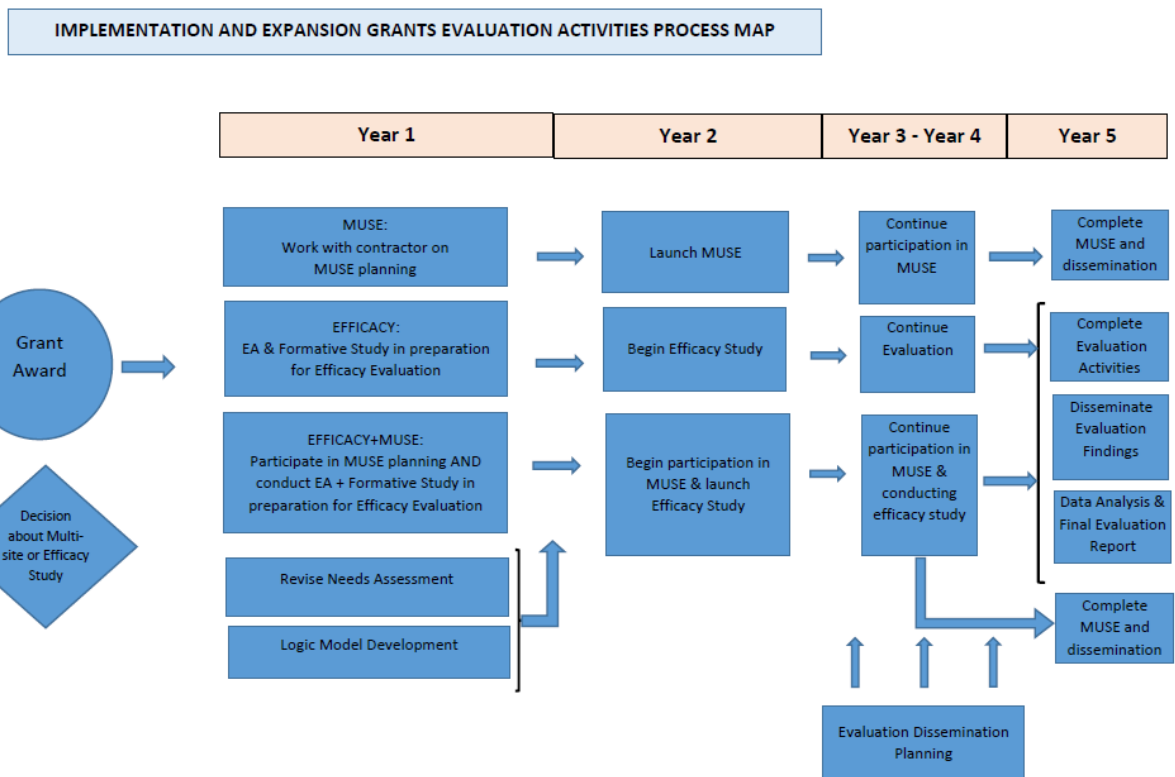 IMPLEMENTATION AND EXPANSION GRANTS EVALUATION ACTIVITIES PROCESS MAP
Year 1
Year 2
Year 3 - Year 4
Year 5
Grant
Award
Decision
about Multi-
site or Efficacy
Study
MUSE:
Work with contractor on
MUSE planning
Launch MUSE
Continue
participation in
MUSE
Complete
MUSE and
dissemination
EFFICACY:
EA & Formative Study in preparation
for Efficacy Evaluation
Begin Efficacy Study
Continue
Evaluation
Complete
Evaluation
Activities
Disseminate
Evaluation
Findings
Data Analysis &
Final Evaluation
Report
EFFICACY+MUSE:
Participate in MUSE planning AND
conduct EA + Formative Study in
preparation for Efficacy Evaluation
Begin participation in
MUSE & launch
Efficacy Study
Continue
participation in
MUSE &
conducting
efficacy study
Complete
MUSE and
dissemination
Revise Needs Assessment
Logic Model Development
Evaluation Dissemination
Planning